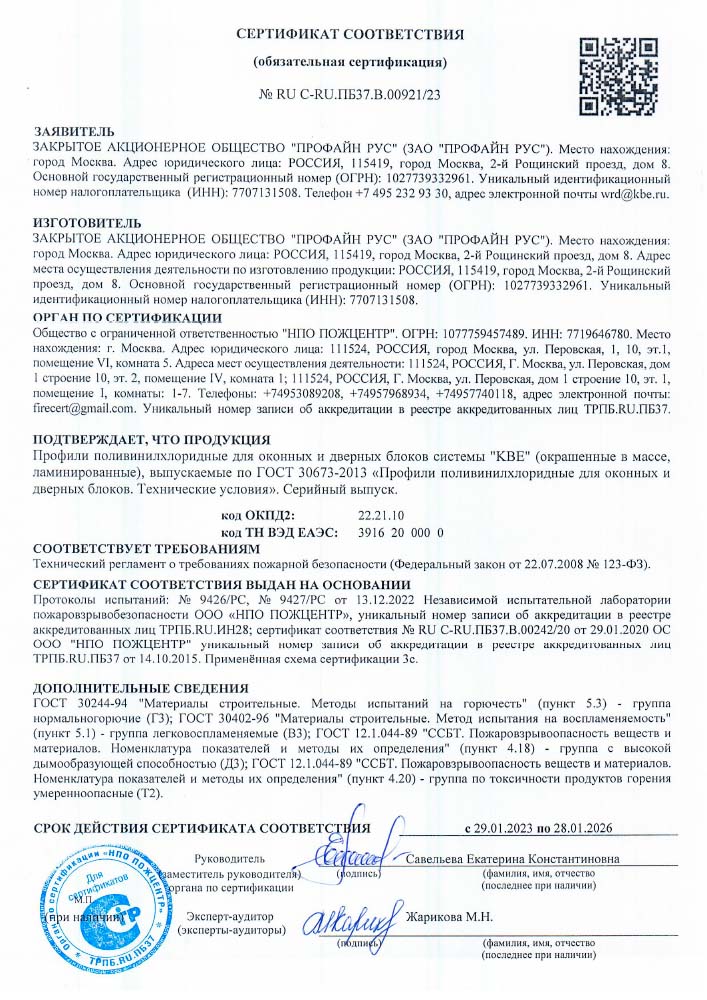 СЕРТИФИКАТ СООТВЕТСТВИЯ
(обязательная сертификация)
№ RU C-RU.ПБ37.В.00921/23
ЗАЯВИТЕЛЬ
ЗАКРЫТОЕ АКЦИОНЕРНОЕ ОБЩЕСТВО "ПРОФАЙН РУС" (ЗАО "ПРОФАЙН РУС"). Место нахождения:
город Москва. Адрес юридического лица: РОССИЯ, 115419, город Москва, 2-й Рощинский проезд, дом 8.
Основной государственный регистрационный номер (ОГРН): 1027739332961. Уникальный идентификационный
номер налогоплательщика (ИНН): 7707131508. Телефон +7 495 232 93 30, адрес электронной почты wrd@kbe.ru.
ИЗГОТОВИТЕЛЬ
ЗАКРЫТОЕ АКЦИОНЕРНОЕ ОБЩЕСТВО "ПРОФАЙН РУС" (ЗАО "ПРОФАЙН РУС"). Место нахождения:
город Москва. Адрес юридического лица: РОССИЯ, 115419, город Москва, 2-й Рощинский проезд, дом 8. Адрес
места осуществления деятельности по изготовлению продукции: РОССИЯ, 115419, город Москва, 2-й Рощинский
проезд, дом 8. Основной государственный регистрационный номер (ОГРН): 1027739332961. Уникальный
идентификационный номер налогоплательщика (ИНН): 7707131508.
ОРГАН ПО СЕРТИФИКАЦИИ
Общество с ограниченной ответственностью "НПО ПОЖЦЕНТР". ОГРН: 1077759457489. ИНН: 7719646780. Место
нахождения: г. Москва. Адрес юридического лица: 111524, РОССИЯ, город Москва, ул. Перовская, 1, 10, эт.1,
помещение VI, комната 5. Адреса мест осуществления деятельности: 111524, РОССИЯ, Г. Москва, ул. Перовская, дом
1 строение 10, эт. 2, помещение IV, комната 1; 111524, РОССИЯ, Г. Москва, ул. Перовская, дом 1 строение 10, эт. 1,
помещение I, комнаты: 1-7. Телефоны: +74953089208, +74957968934, +74957740118, адрес электронной почты:
firecert@gmail.com. Уникальный номер записи об аккредитации в реестре аккредитованных лиц ТРПБ.RU.ПБ37.
ПОДТВЕРЖДАЕТ, ЧТО ПРОДУКЦИЯ
Профили поливинилхлоридные для оконных и дверных блоков системы "KBE" (окрашенные в массе,
ламинированные), выпускаемые по ГОСТ 30673-2013 «Профили поливинилхлоридные для оконных и
дверных блоков. Технические условия». Серийный выпуск.
код ОКПД2: 22.21.10
код ТН ВЭД ЕАЭС: 3916 20 000 0
СООТВЕТСТВУЕТ ТРЕБОВАНИЯМ
Технический регламент о требованиях пожарной безопасности (Федеральный закон от 22.07.2008 № 123-ФЗ).
СЕРТИФИКАТ СООТВЕТСТВИЯ ВЫДАН НА ОСНОВАНИИ
Протоколы испытаний: № 9426/РС, № 9427/РС от 13.12.2022 Независимой испытательной лаборатории
пожаровзрывобезопасности ООО «НПО ПОЖЦЕНТР», уникальный номер записи об аккредитации в реестре
аккредитованных лиц ТРПБ.RU.ИН28; сертификат соответствия № RU C-RU.ПБ37.В.00242/20 от 29.01.2020 ОС
ООО "НПО ПОЖЦЕНТР" уникальный номер записи об аккредитации в реестре аккредитованных лиц
ТРПБ.RU.ПБ37 от 14.10.2015. Применённая схема сертификации 3с.
ДОПОЛНИТЕЛЬНЫЕ СВЕДЕНИЯ
ГОСТ 30244-94 "Материалы строительные. Методы испытаний на горючесть" (пункт 5.3) - группа
нормальногорючие (Г3); ГОСТ 30402-96 "Материалы строительные. Метод испытания на воспламеняемость"
(пункт 5.1) - группа легковоспламеняемые (В3); ГОСТ 12.1.044-89 "ССБТ. Пожаровзрывоопасность веществ и
материалов. Номенклатура показателей и методы их определения" (пункт 4.18) - группа с высокой
дымообразующей способностью (Д3); ГОСТ 12.1.044-89 "ССБТ. Пожаровзрывоопасность веществ и материалов.
Номенклатура показателей и методы их определения" (пункт 4.20) - группа по токсичности продуктов горения
умеренноопасные (Т2).
СРОК ДЕЙСТВИЯ СЕРТИФИКАТА СООТВЕТСТВИЯ с 29.01.2023 по 28.01.2026
Руководитель
(заместитель руководителя)
органа по сертификации
(подпись)
Савельева Екатерина Константиновна
(фамилия, имя, отчество
(последнее при наличии)
М.П.
(при наличии)
Эксперт-аудитор
(эксперты-аудиторы)
(подпись)
Жарикова М.Н.
(фамилия, имя, отчество
(последнее при наличии)
Орган по сертификации «НПО ПОЖЦЕНТР»
Для сертификатов
ТРПБ.RU.ПБ37